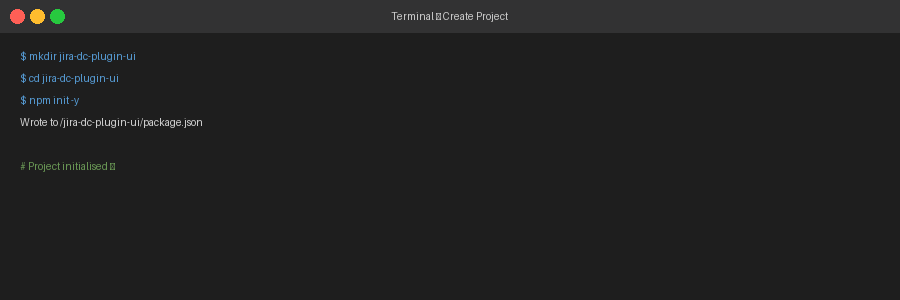 Terminal Create Project
$ mkdir jira-dc-plugin-ui
$ cd jira-dc-plugin-ui
$ npm init -y
Wrote to /jira-dc-plugin-ui/package.json
# Project initialised